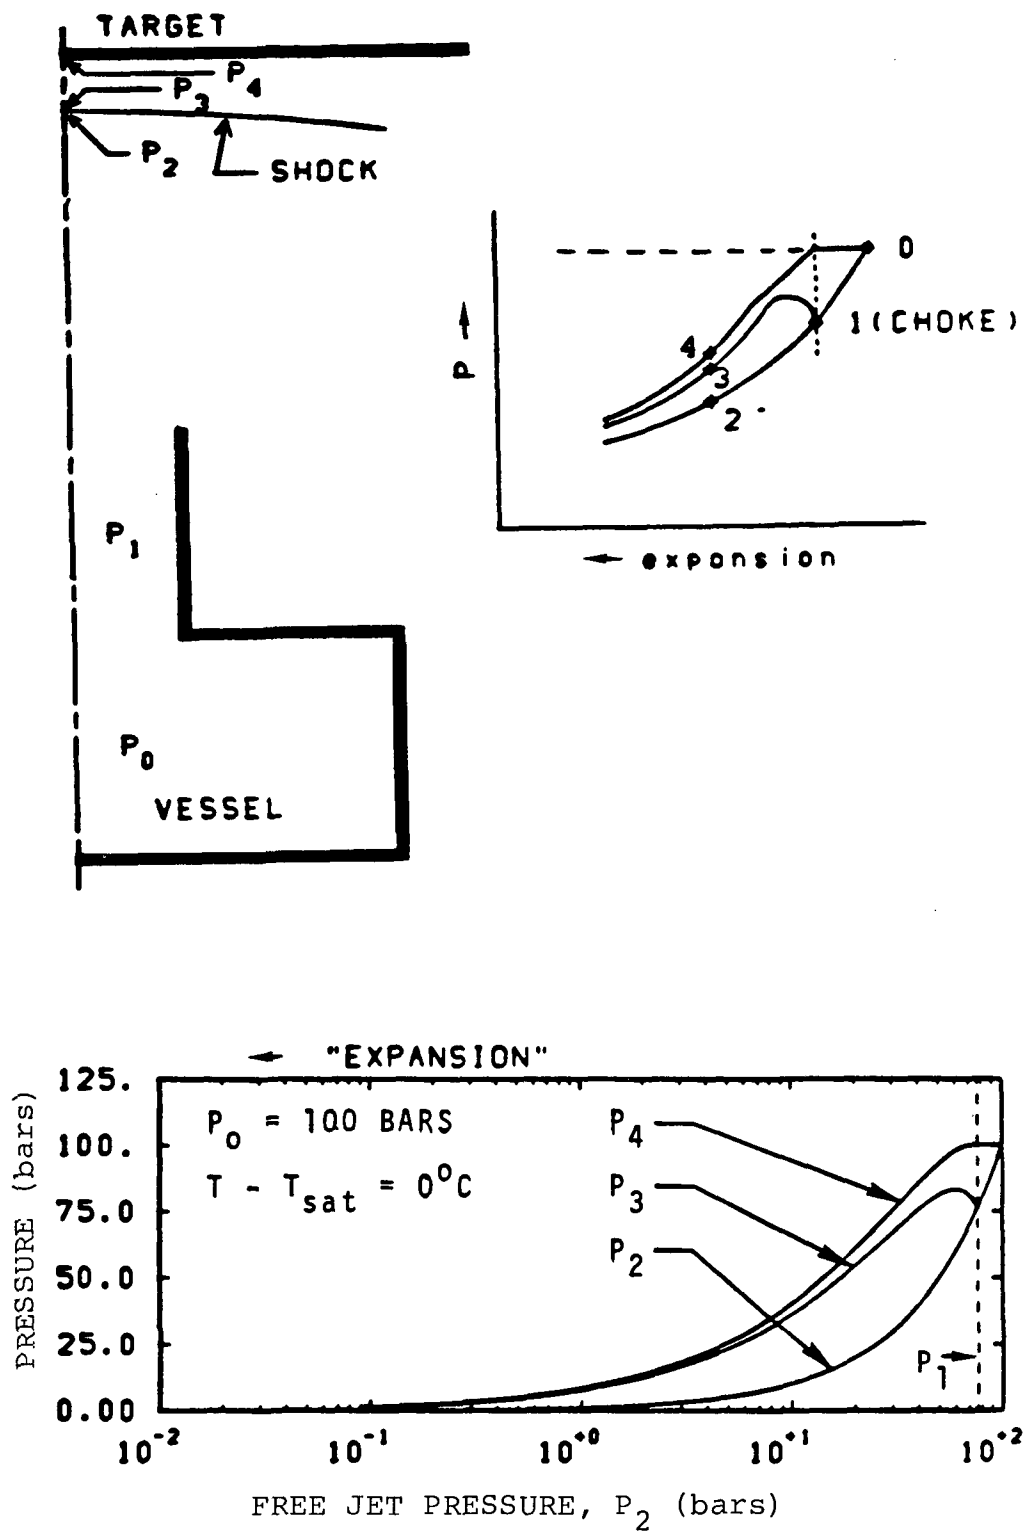 TARGET
P4
P3
P2
SHOCK
P1
P0
VESSEL
P
0
1 (CHOKE)
4
3
2
expansion
"EXPANSION"
PRESSURE (bars)
125.
100.
75.0
50.0
25.0
0.00
Po = 100 BARS
T - Tsat = 0°C
P4
P3
P2
P1
10^-2
10^-1
10^+0
10^+1
10^+2
FREE JET PRESSURE, P2 (bars)